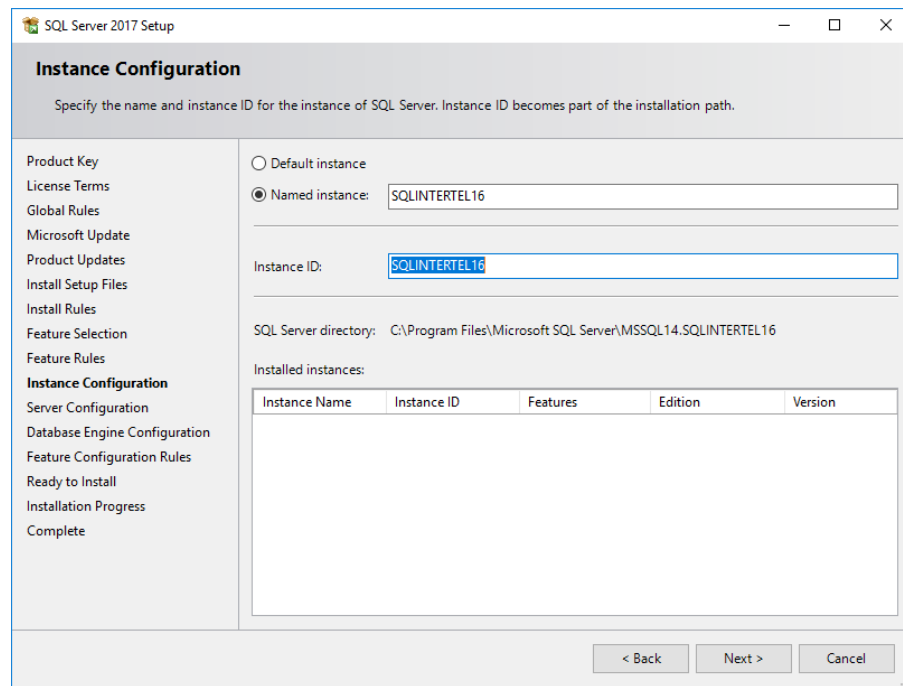 SQL Server 2017 Setup
Instance Configuration
Specify the name and instance ID for the instance of SQL Server. Instance ID becomes part of the installation path.
Product Key
License Terms
Global Rules
Microsoft Update
Product Updates
Install Setup Files
Install Rules
Feature Selection
Feature Rules
Instance Configuration
Server Configuration
Database Engine Configuration
Feature Configuration Rules
Ready to Install
Installation Progress
Complete
Default instance
Named instance: SQLINTERTEL16
Instance ID: SQLINTERTEL16
SQL Server directory: C:\Program Files\Microsoft SQL Server\MSSQL14.SQLINTERTEL16
Installed instances:
Instance Name Instance ID Features Edition Version
< Back Next > Cancel